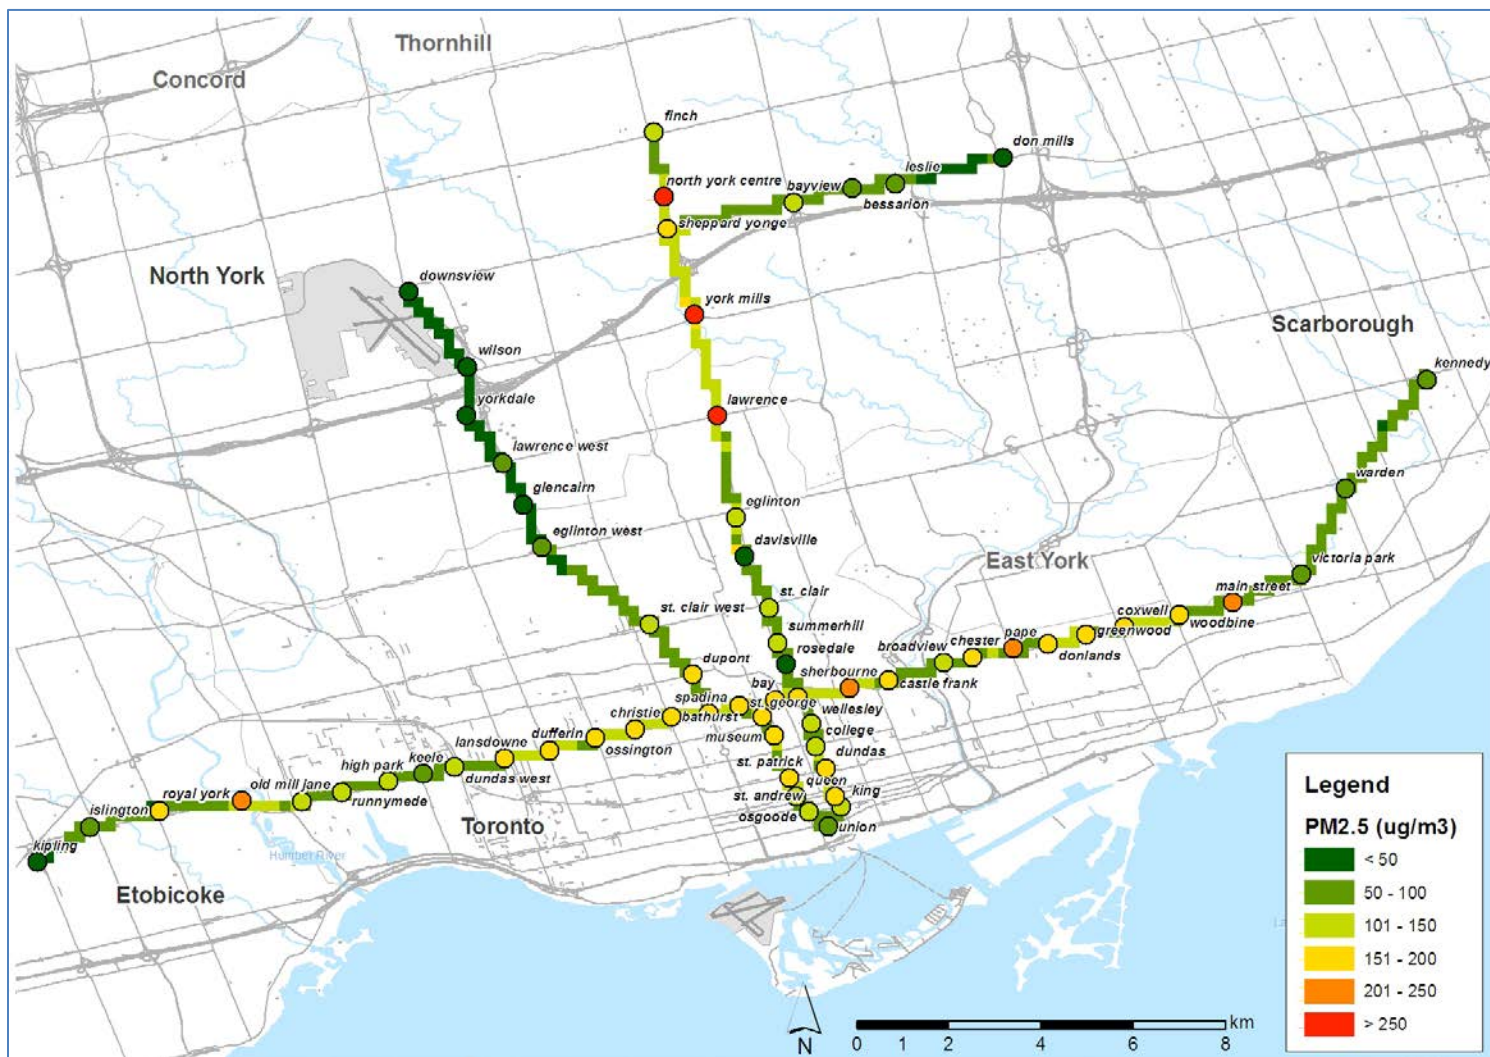 Thornhill
Concord
finch
don mills
leslie
north york centre
bayview
bessarion
sheppard yonge
North York
downsview
york mills
Scarborough
wilson
kennedy
yorkdale
lawrence
lawrence west
warden
glencairn
eglinton
eglinton west
davisville
East York
victoria park
st. clair
main street
st. clair west
coxwell
summerhill
woodbine
greenwood
rosedale
broadview
chester
pape
donlands
dupont
sherbourne
castle frank
bay
spadina
st. george
wellesley
christie
bathurst
museum
college
dufferin
ossington
lansdowne
dundas
keele
high park
dundas west
st. patrick
queen
old mill
jane
royal york
runnymede
st. andrew
king
islington
osgoode
union
Toronto
kipling
Humber River
Etobicoke
Legend
PM2.5 (ug/m3)
< 50
50 - 100
101 - 150
151 - 200
201 - 250
> 250
km
N
0 1 2 4 6 8